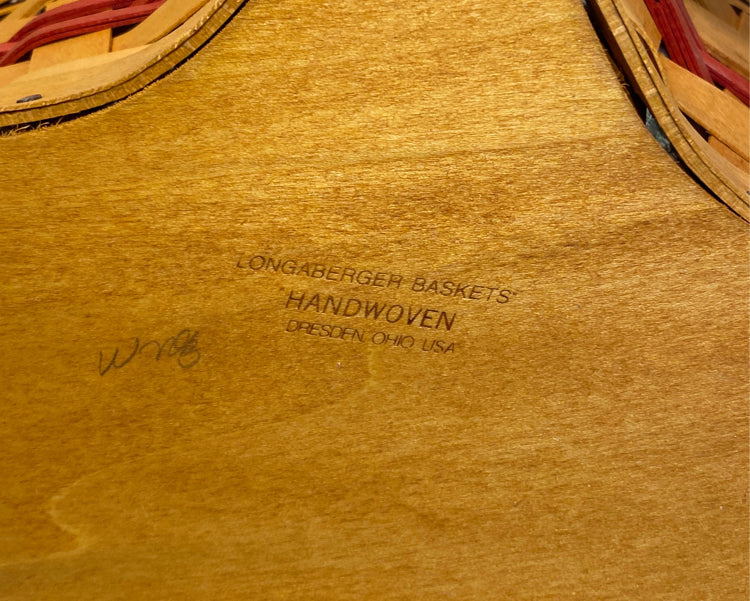 LONGABERGER BASKETS®
HANDWOVEN
DRESDEN, OHIO USA